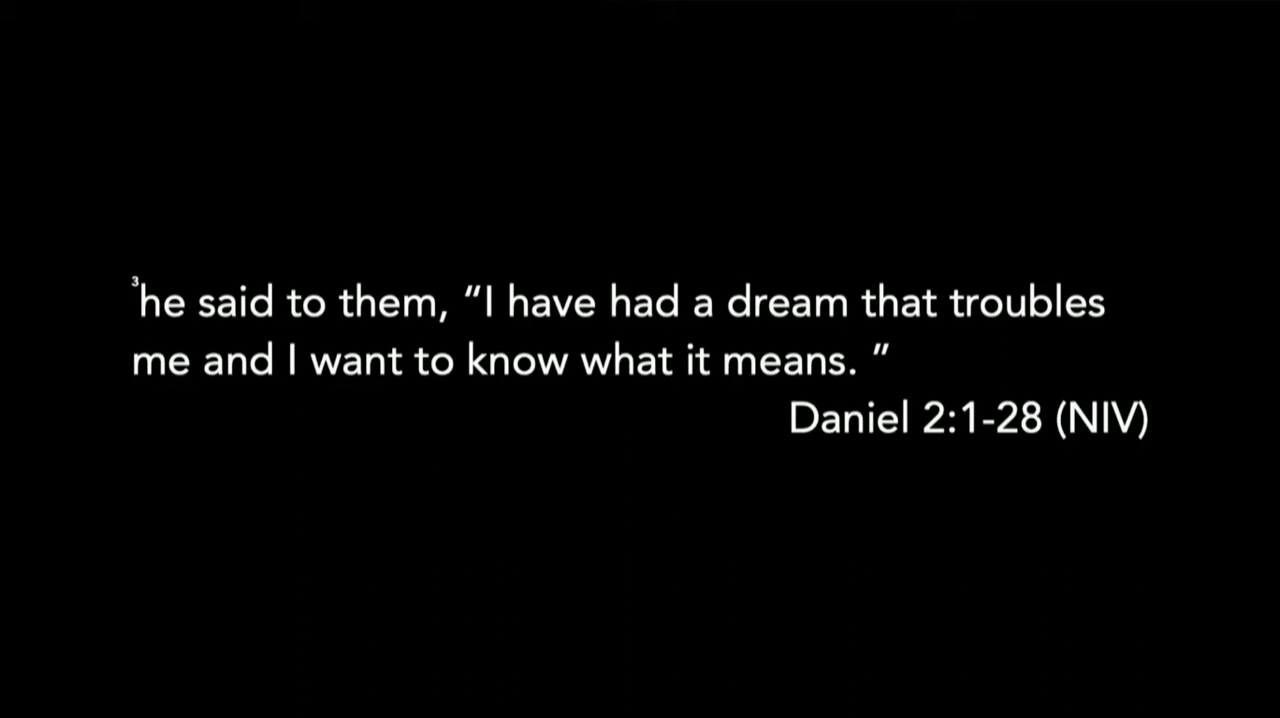 ³he said to them, “I have had a dream that troubles
me and I want to know what it means. ”
Daniel 2:1-28 (NIV)